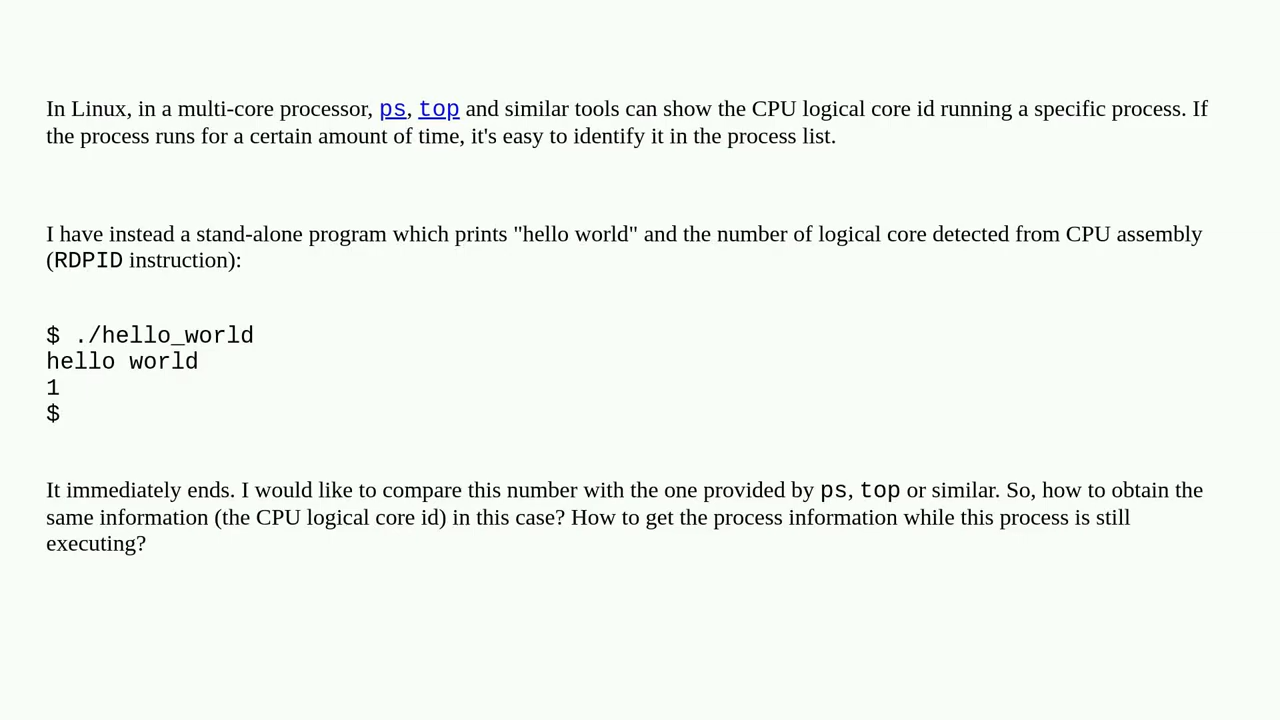 In Linux, in a multi-core processor, ps, top and similar tools can show the CPU logical core id running a specific process. If
the process runs for a certain amount of time, it's easy to identify it in the process list.
I have instead a stand-alone program which prints "hello world" and the number of logical core detected from CPU assembly
(RDPID instruction):
$ ./hello_world
hello world
1
$
It immediately ends. I would like to compare this number with the one provided by ps, top or similar. So, how to obtain the
same information (the CPU logical core id) in this case? How to get the process information while this process is still
executing?